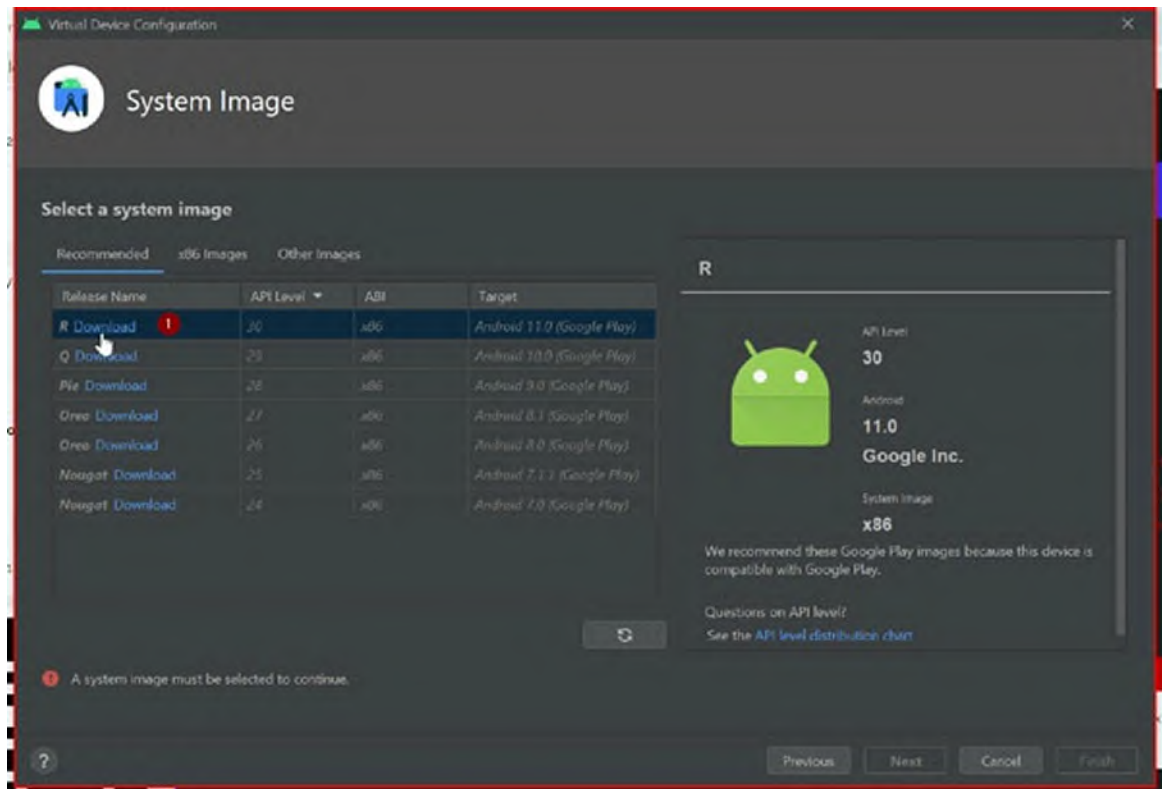 Virtual Device Configuration
System Image
Select a system image
Recommended x86 Images Other Images
Release Name API Level ABI Target
R Download 1 30 x86 Android 11.0 (Google Play)
Q Download 29 x86 Android 10.0 (Google Play)
Pie Download 28 x86 Android 9.0 (Google Play)
Oreo Download 27 x86 Android 8.1 (Google Play)
Oreo Download 26 x86 Android 8.0 (Google Play)
Nougat Download 25 x86 Android 7.1.1 (Google Play)
Nougat Download 24 x86 Android 7.0 (Google Play)
R
API Level
30
Android
11.0
Google Inc.
System Image
x86
We recommend these Google Play images because this device is
compatible with Google Play.
Questions on API level?
See the API level distribution chart
A system image must be selected to continue.
?
Previous Next Cancel Finish